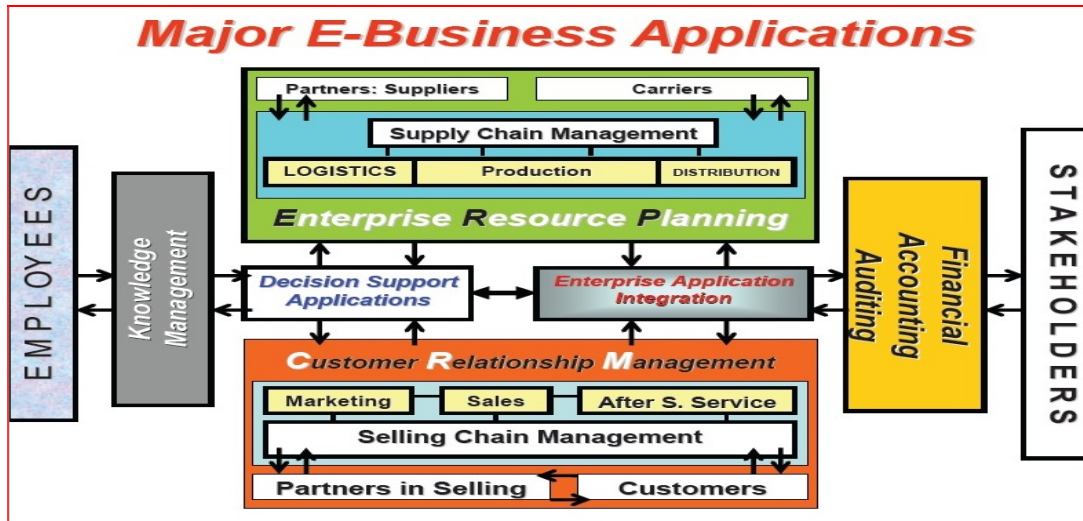 Major E-Business Applications
Partners: Suppliers
Carriers
Supply Chain Management
LOGISTICS
Production
DISTRIBUTION
Enterprise Resource Planning
EMPLOYEES
Knowledge
Management
Decision Support
Applications
Enterprise Application
Integration
Financial
Accounting
Auditing
STAKEHOLDERS
Customer Relationship Management
Marketing
Sales
After S. Service
Selling Chain Management
Partners in Selling
Customers